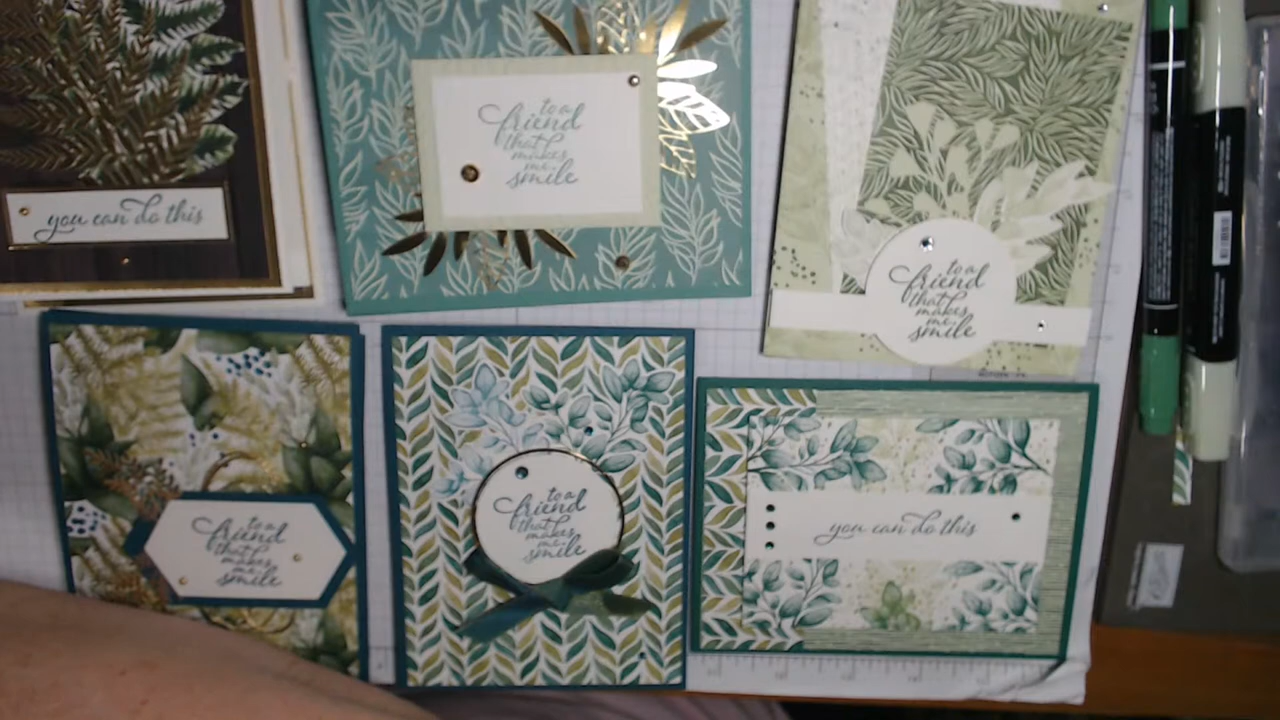 you can do this
to a
friend
that
makes
me
smile
to a
friend
that
makes
me
smile
to a
friend
that
makes
me
smile
to a
friend
that
makes
me
smile
you can do this